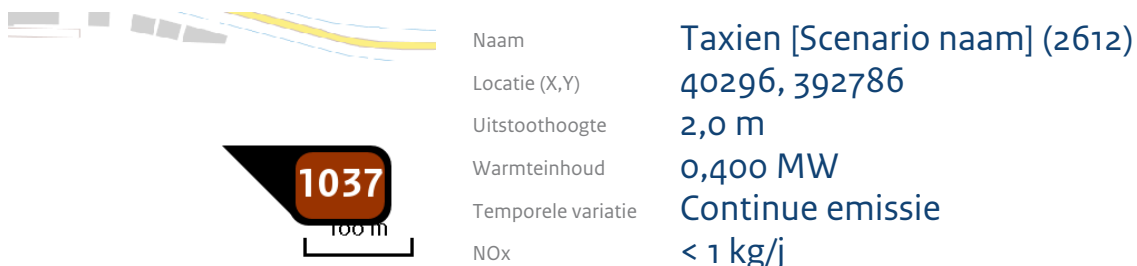 Naam Taxien [Scenario naam] (2612)
Locatie (X,Y) 40296, 392786
Uitstoothoogte 2,0 m
Warmteinhoud 0,400 MW
1037
Temporele variatie Continue emissie
100 m
NOx < 1 kg/j